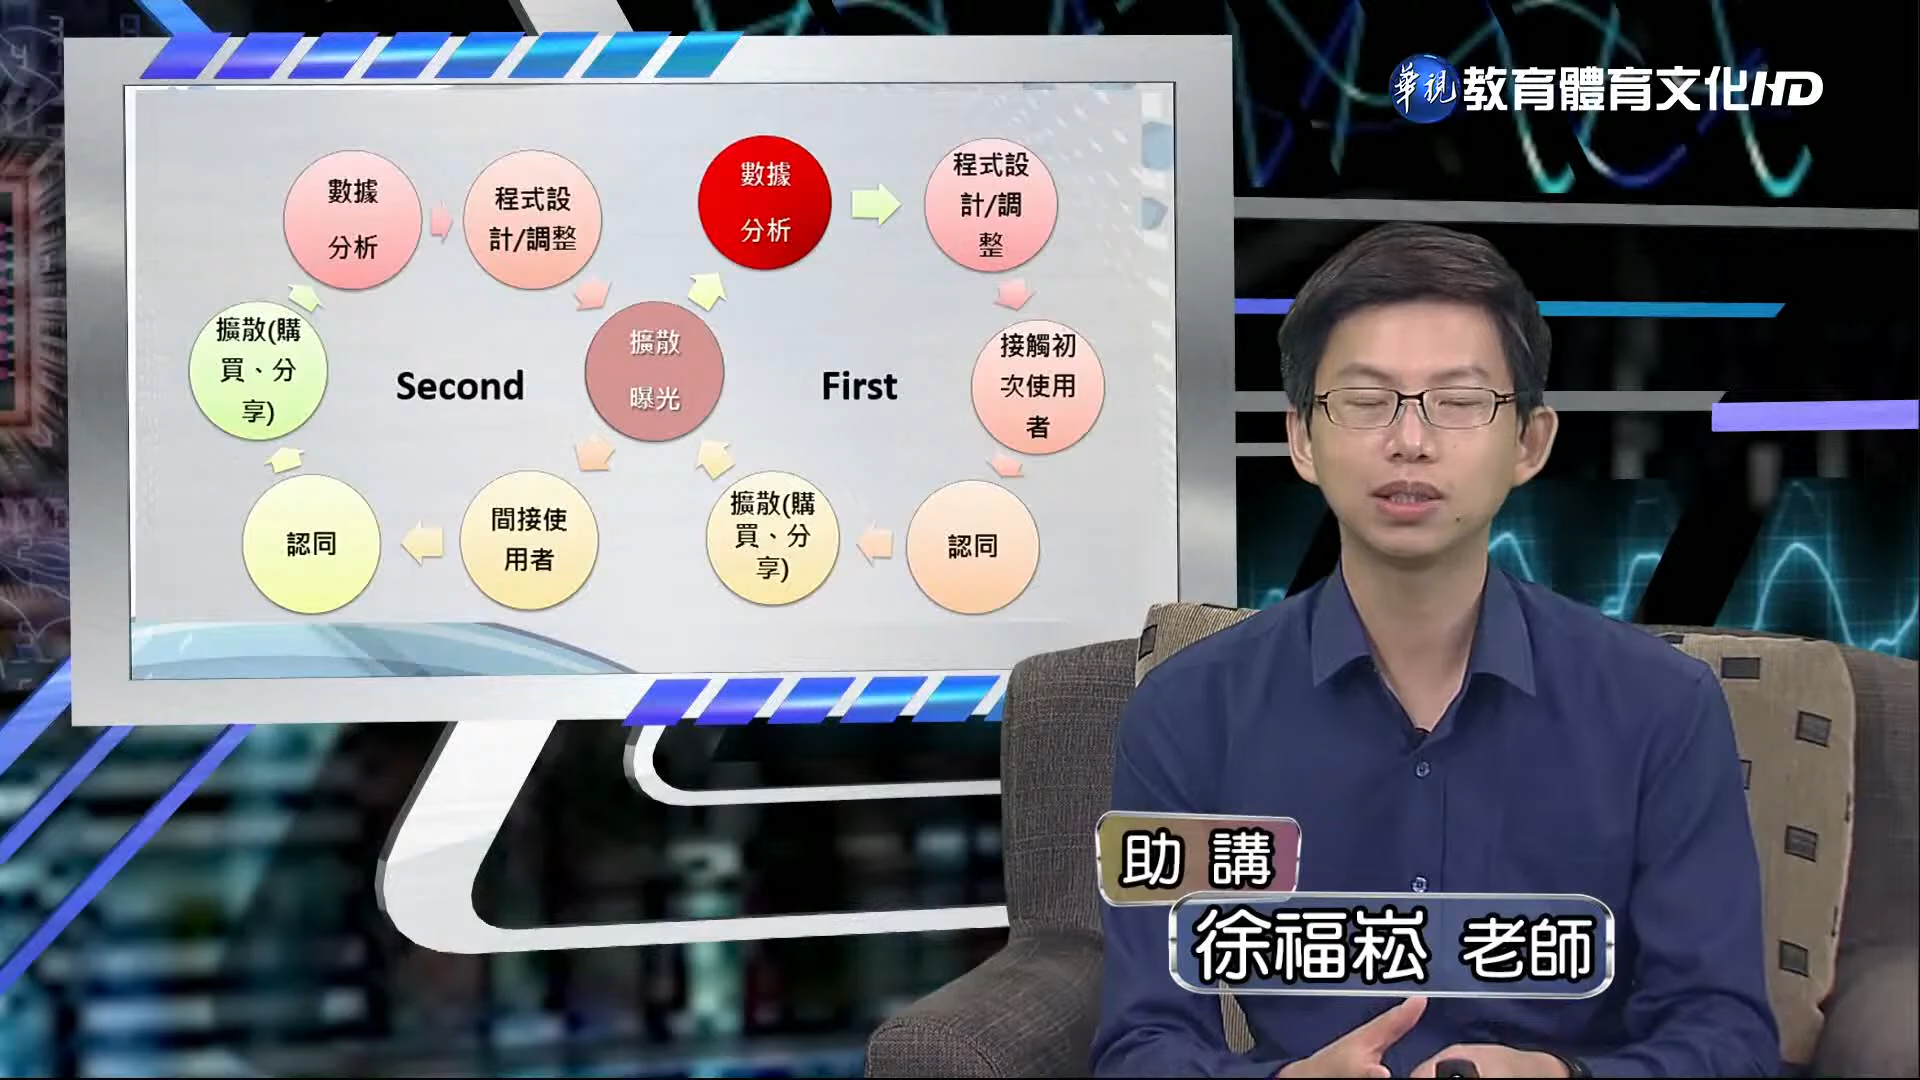 華視 教育體育文化HD
數據
分析
程式設
計/調整
擴散(購
買、分
享)
Second
認同
間接使
用者
擴散
曝光
數據
分析
程式設
計/調
整
First
接觸初
次使用
者
擴散(購
買、分
享)
認同
助講
徐福崧 老師